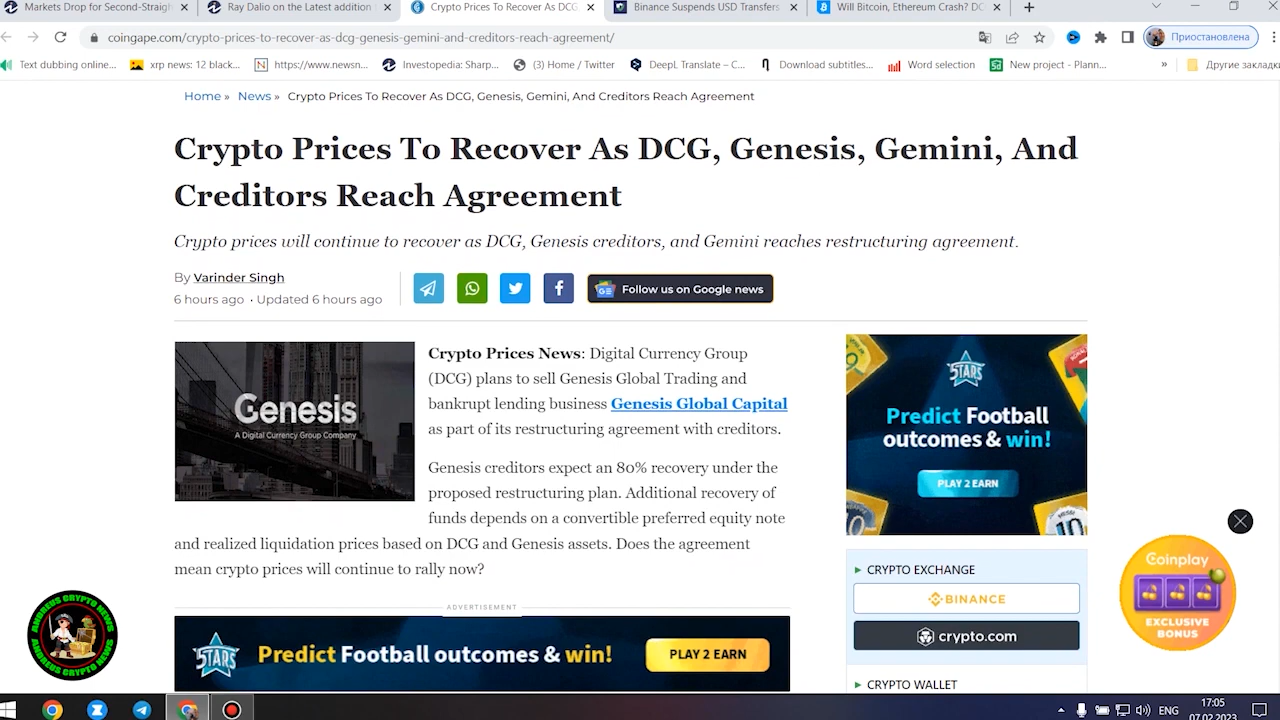 Markets Drop for Second-Straigh
Ray Dalio on the Latest addition
Crypto Prices To Recover As DCG,
Binance Suspends USD Transfers
Will Bitcoin, Ethereum Crash? DC
coingape.com/crypto-prices-to-recover-as-dcg-genesis-gemini-and-creditors-reach-agreement/
Приостановлена
Text dubbing online...
xrp news: 12 black...
https://www.newsn...
Investopedia: Sharp...
(3) Home / Twitter
DeepL Translate – C...
Download subtitles...
Word selection
New project - Plann...
»
Другие закладки
Home » News » Crypto Prices To Recover As DCG, Genesis, Gemini, And Creditors Reach Agreement
Crypto Prices To Recover As DCG, Genesis, Gemini, And
Creditors Reach Agreement
Crypto prices will continue to recover as DCG, Genesis creditors, and Gemini reaches restructuring agreement.
By Varinder Singh
6 hours ago · Updated 6 hours ago
Follow us on Google news
Genesis
A Digital Currency Group Company
Crypto Prices News: Digital Currency Group
(DCG) plans to sell Genesis Global Trading and
bankrupt lending business Genesis Global Capital
as part of its restructuring agreement with creditors.
Genesis creditors expect an 80% recovery under the
proposed restructuring plan. Additional recovery of
funds depends on a convertible preferred equity note
and realized liquidation prices based on DCG and Genesis assets. Does the agreement
mean crypto prices will continue to rally now?
ADVERTISEMENT
STARS
Predict Football outcomes & win!
PLAY 2 EARN
STARS
Predict Football
outcomes & win!
PLAY 2 EARN
10
MESSI
10
CRYPTO EXCHANGE
BINANCE
crypto.com
CRYPTO WALLET
Coinplay
EXCLUSIVE
BONUS
ANDREUS CRYPTO NEWS
ANDREUS CRYPTO NEWS
ENG
17:05
07.02.2023